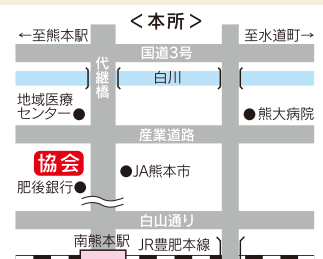 <本所>
←至熊本駅
至水道町→
国道3号
代継橋
白川
地域医療
センター●
●熊大病院
産業道路
協会
●JA熊本市
肥後銀行●
白山通り
南熊本駅
JR豊肥本線